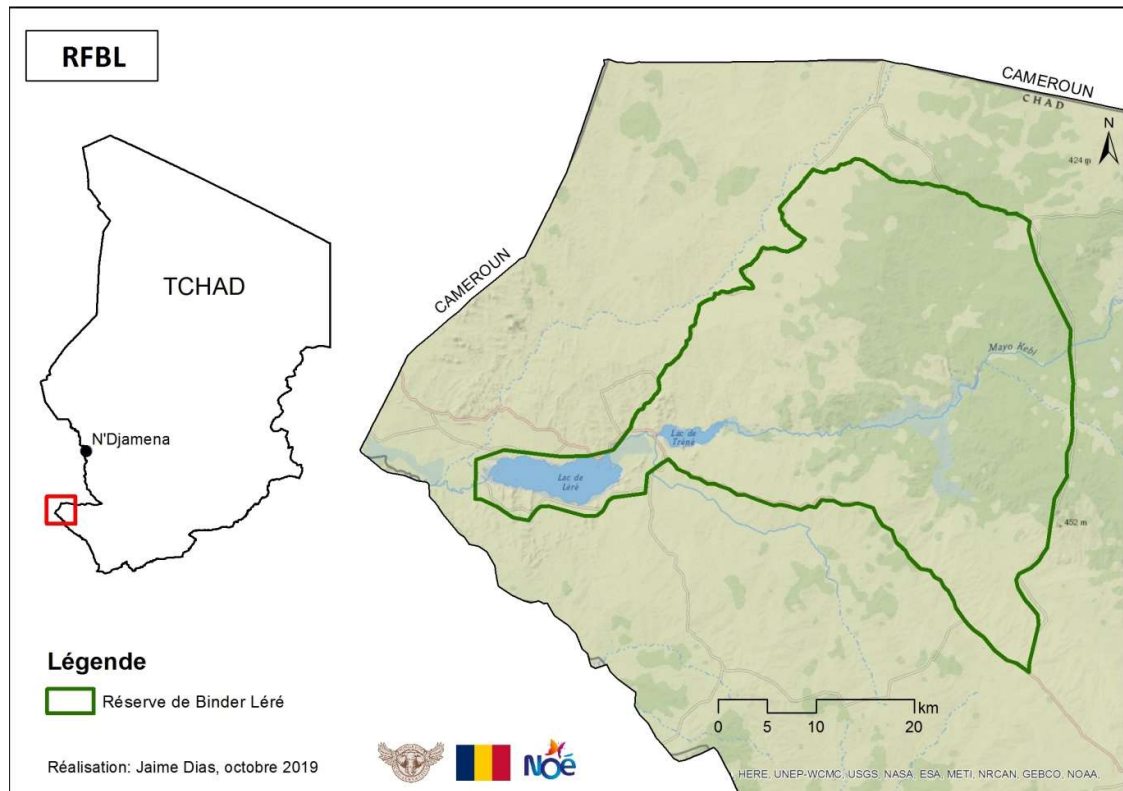 RFBL
TCHAD
N'Djamena
Légende
Réserve de Binder Léré
Réalisation: Jaime Dias, octobre 2019
Noé
CAMEROUN
CHAD
N
424 m
CAMEROUN
Mayo Kebi
Lac de
Tréné
Lac de
Léré
452 m
km
0 5 10 20
HERE, UNEP-WCMC, USGS, NASA, ESA, METI, NRCAN, GEBCO, NOAA,